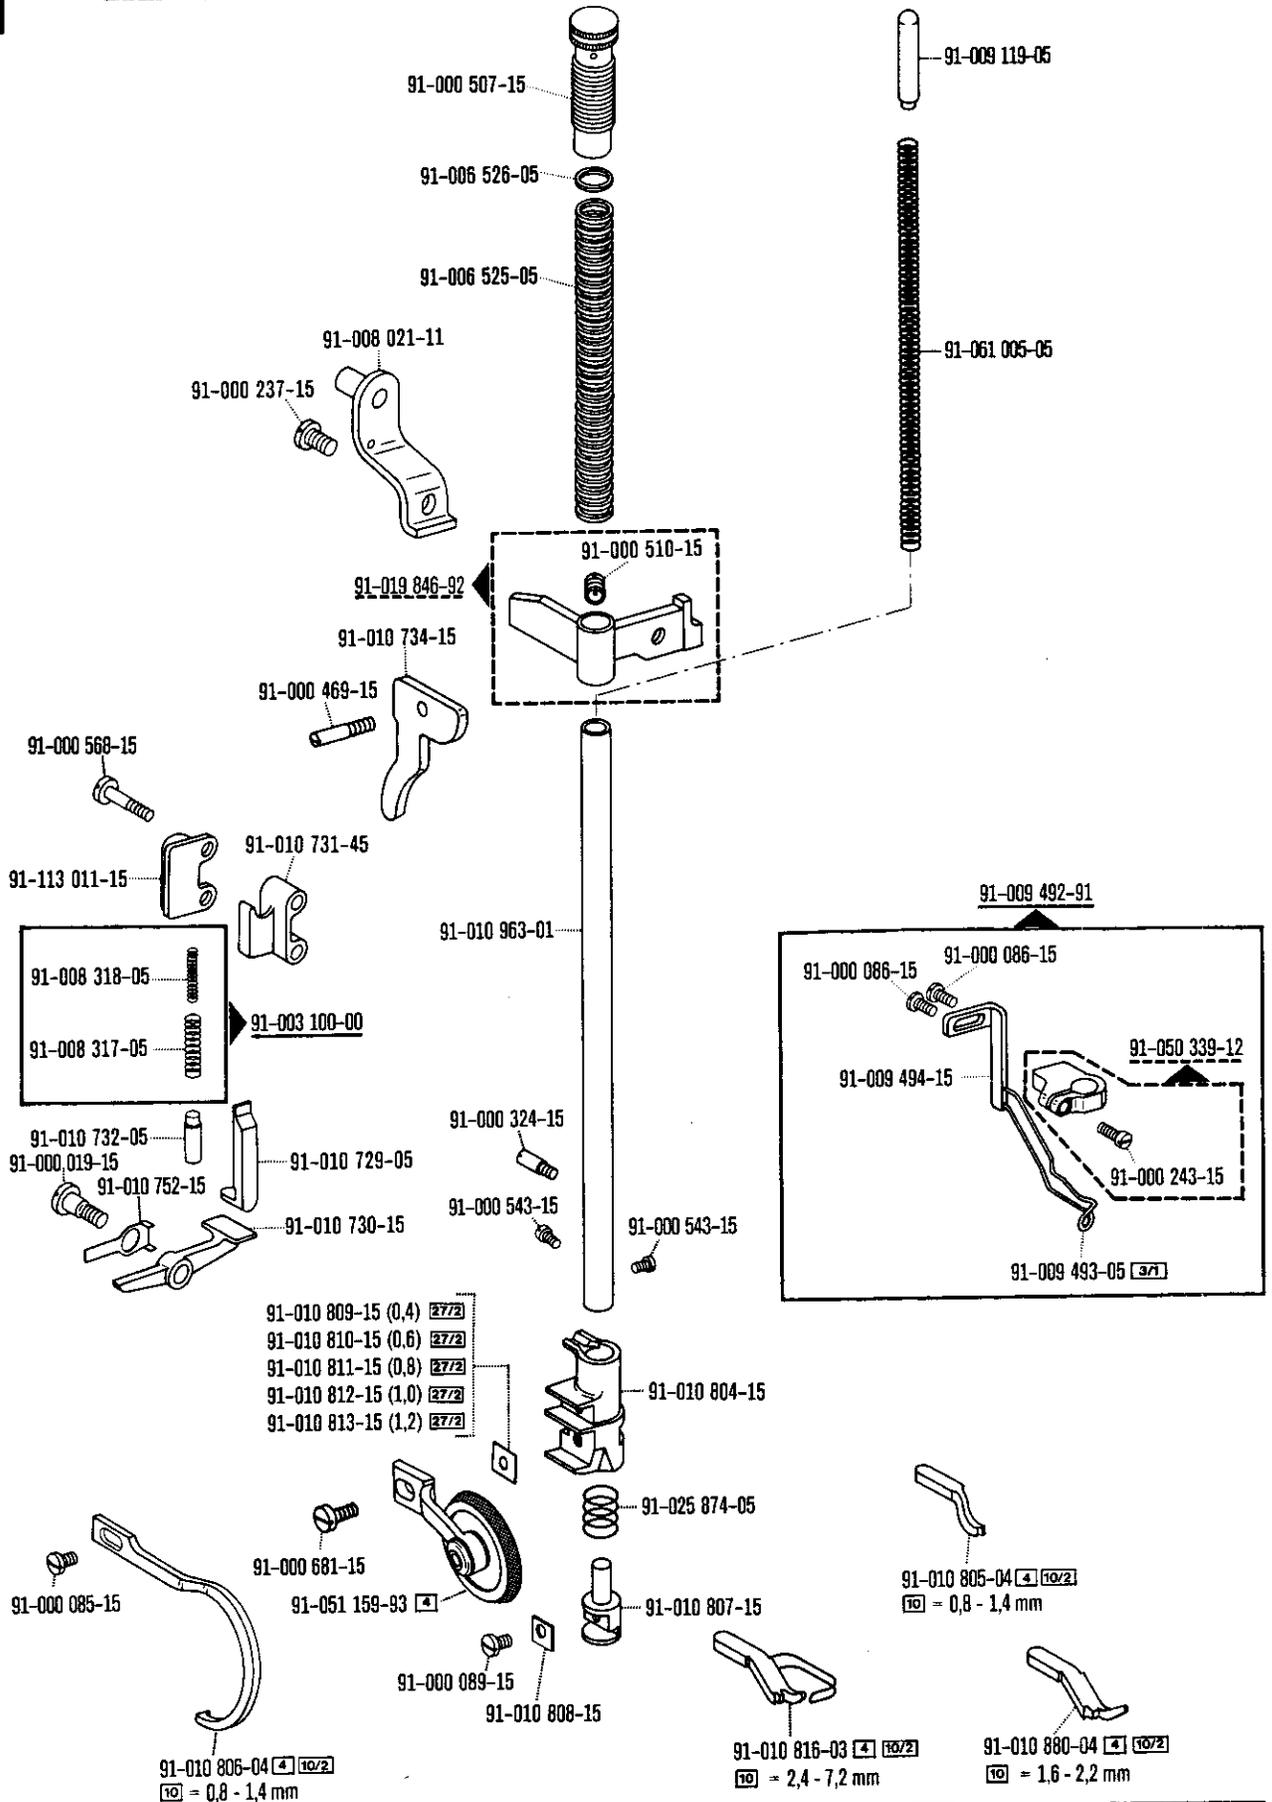 91-000 507-15
91-009 119-05
91-006 526-05
91-006 525-05
91-008 021-11
91-061 005-05
91-000 237-15
91-000 510-15
91-019 846-92
91-010 734-15
91-000 469-15
91-000 568-15
91-010 731-45
91-113 011-15
91-009 492-91
91-010 963-01
91-000 086-15
91-000 086-15
91-008 318-05
91-003 100-00
91-008 317-05
91-050 339-12
91-009 494-15
91-000 324-15
91-010 732-05
91-000 019-15
91-010 729-05
91-010 752-15
91-000 243-15
91-000 543-15
91-010 730-15
91-000 543-15
91-009 493-05 3/1
91-010 809-15 (0,4) 27/2
91-010 810-15 (0,6) 27/2
91-010 811-15 (0,8) 27/2
91-010 812-15 (1,0) 27/2
91-010 813-15 (1,2) 27/2
91-010 804-15
91-025 874-05
91-000 681-15
91-010 805-04 4 10/2
10 = 0,8 - 1,4 mm
91-000 085-15
91-051 159-93 4
91-010 807-15
91-000 089-15
91-010 808-15
91-010 816-03 4 10/2
10 = 2,4 - 7,2 mm
91-010 880-04 4 10/2
10 = 1,6 - 2,2 mm
91-010 806-04 4 10/2
10 = 0,8 - 1,4 mm